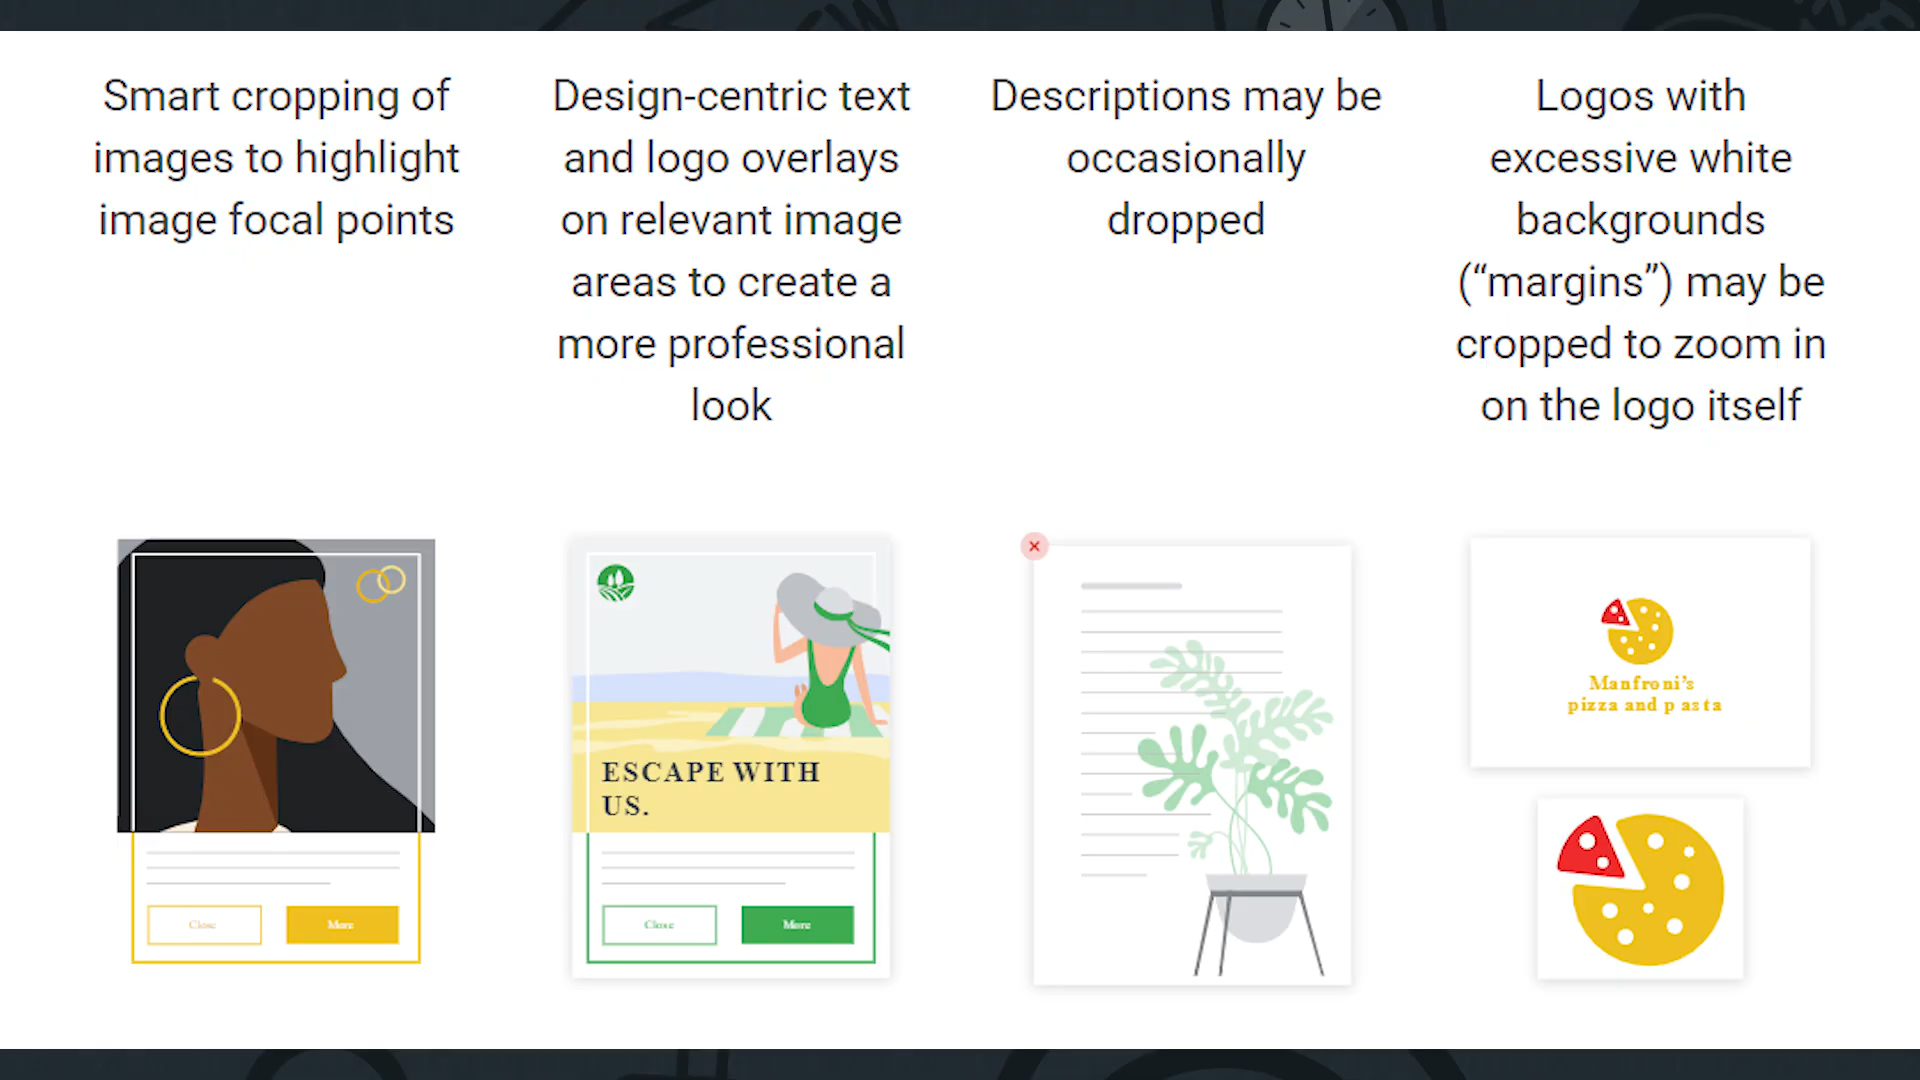 Smart cropping of
images to highlight
image focal points
Design-centric text
and logo overlays
on relevant image
areas to create a
more professional
look
Descriptions may be
occasionally
dropped
Logos with
excessive white
backgrounds
(“margins”) may be
cropped to zoom in
on the logo itself
Close
More
ESCAPE WITH
US.
Close
More
Manfroni’s
pizza and pasta